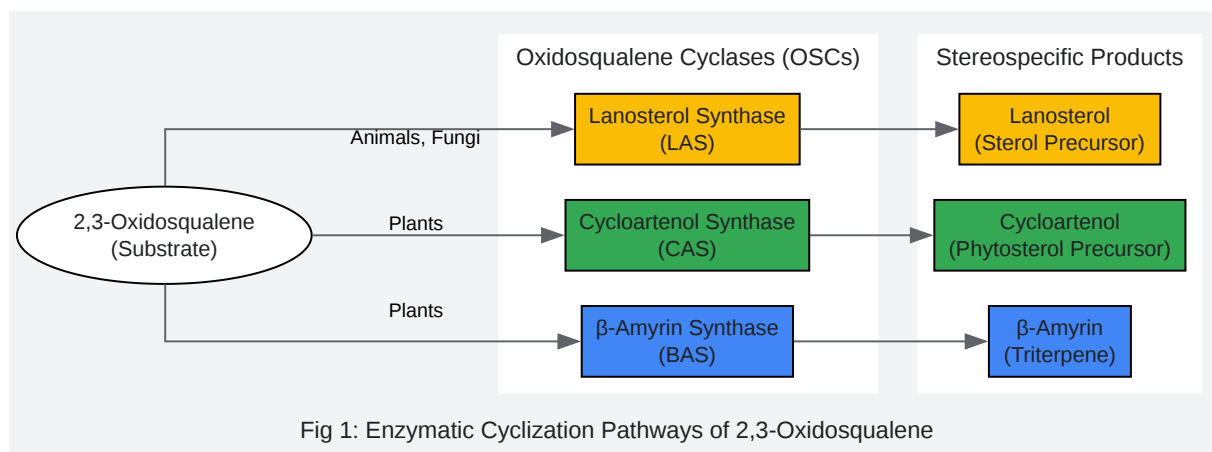 Oxidosqualene Cyclases (OSCs)
Stereospecific Products
2,3-Oxidosqualene
(Substrate)
Animals, Fungi
Lanosterol Synthase
(LAS)
Lanosterol
(Sterol Precursor)
Plants
Cycloartenol Synthase
(CAS)
Cycloartenol
(Phytosterol Precursor)
Plants
β-Amyrin Synthase
(BAS)
β-Amyrin
(Triterpene)
Fig 1: Enzymatic Cyclization Pathways of 2,3-Oxidosqualene